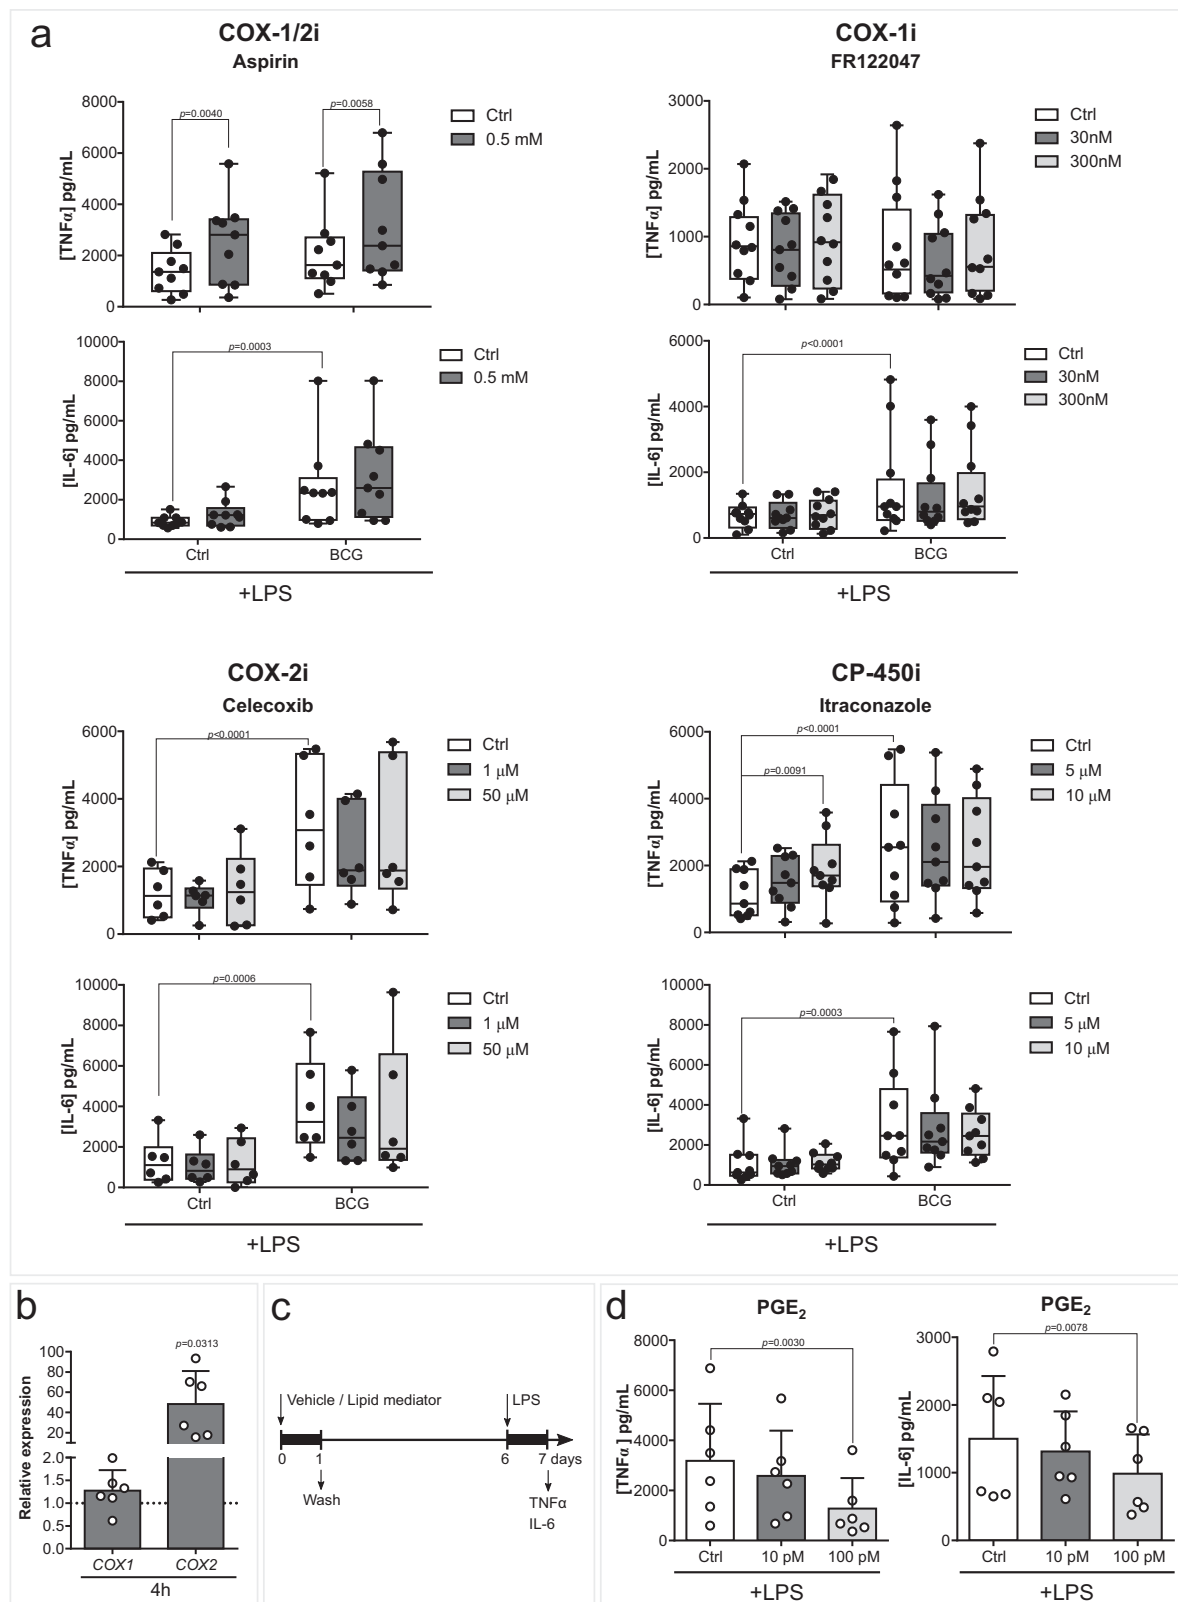 a
COX-1/2i
Aspirin
[TNFα] pg/mL
8000
6000
4000
2000
0
p=0.0040
p=0.0058
Ctrl
0.5 mM
[IL-6] pg/mL
10000
8000
6000
4000
2000
0
p=0.0003
Ctrl
0.5 mM
Ctrl
BCG
+LPS
COX-1i
FR122047
[TNFα] pg/mL
3000
2000
1000
0
Ctrl
30nM
300nM
[IL-6] pg/mL
6000
4000
2000
0
p<0.0001
Ctrl
30nM
300nM
Ctrl
BCG
+LPS
COX-2i
Celecoxib
[TNFα] pg/mL
6000
4000
2000
0
p<0.0001
Ctrl
1 μM
50 μM
[IL-6] pg/mL
10000
8000
6000
4000
2000
0
p=0.0006
Ctrl
1 μM
50 μM
Ctrl
BCG
+LPS
CP-450i
Itraconazole
[TNFα] pg/mL
6000
4000
2000
0
p<0.0001
p=0.0091
Ctrl
5 μM
10 μM
[IL-6] pg/mL
10000
8000
6000
4000
2000
0
p=0.0003
Ctrl
5 μM
10 μM
Ctrl
BCG
+LPS
b
Relative expression
100
80
60
40
20
2.0
1.5
1.0
0.5
0.0
p=0.0313
COX1
COX2
4h
c
Vehicle / Lipid mediator
LPS
0
1
6
7 days
Wash
TNFα
IL-6
d
PGE2
[TNFα ] pg/mL
8000
6000
4000
2000
0
p=0.0030
Ctrl
10 pM
100 pM
+LPS
PGE2
[IL-6] pg/mL
3000
2000
1000
0
p=0.0078
Ctrl
10 pM
100 pM
+LPS